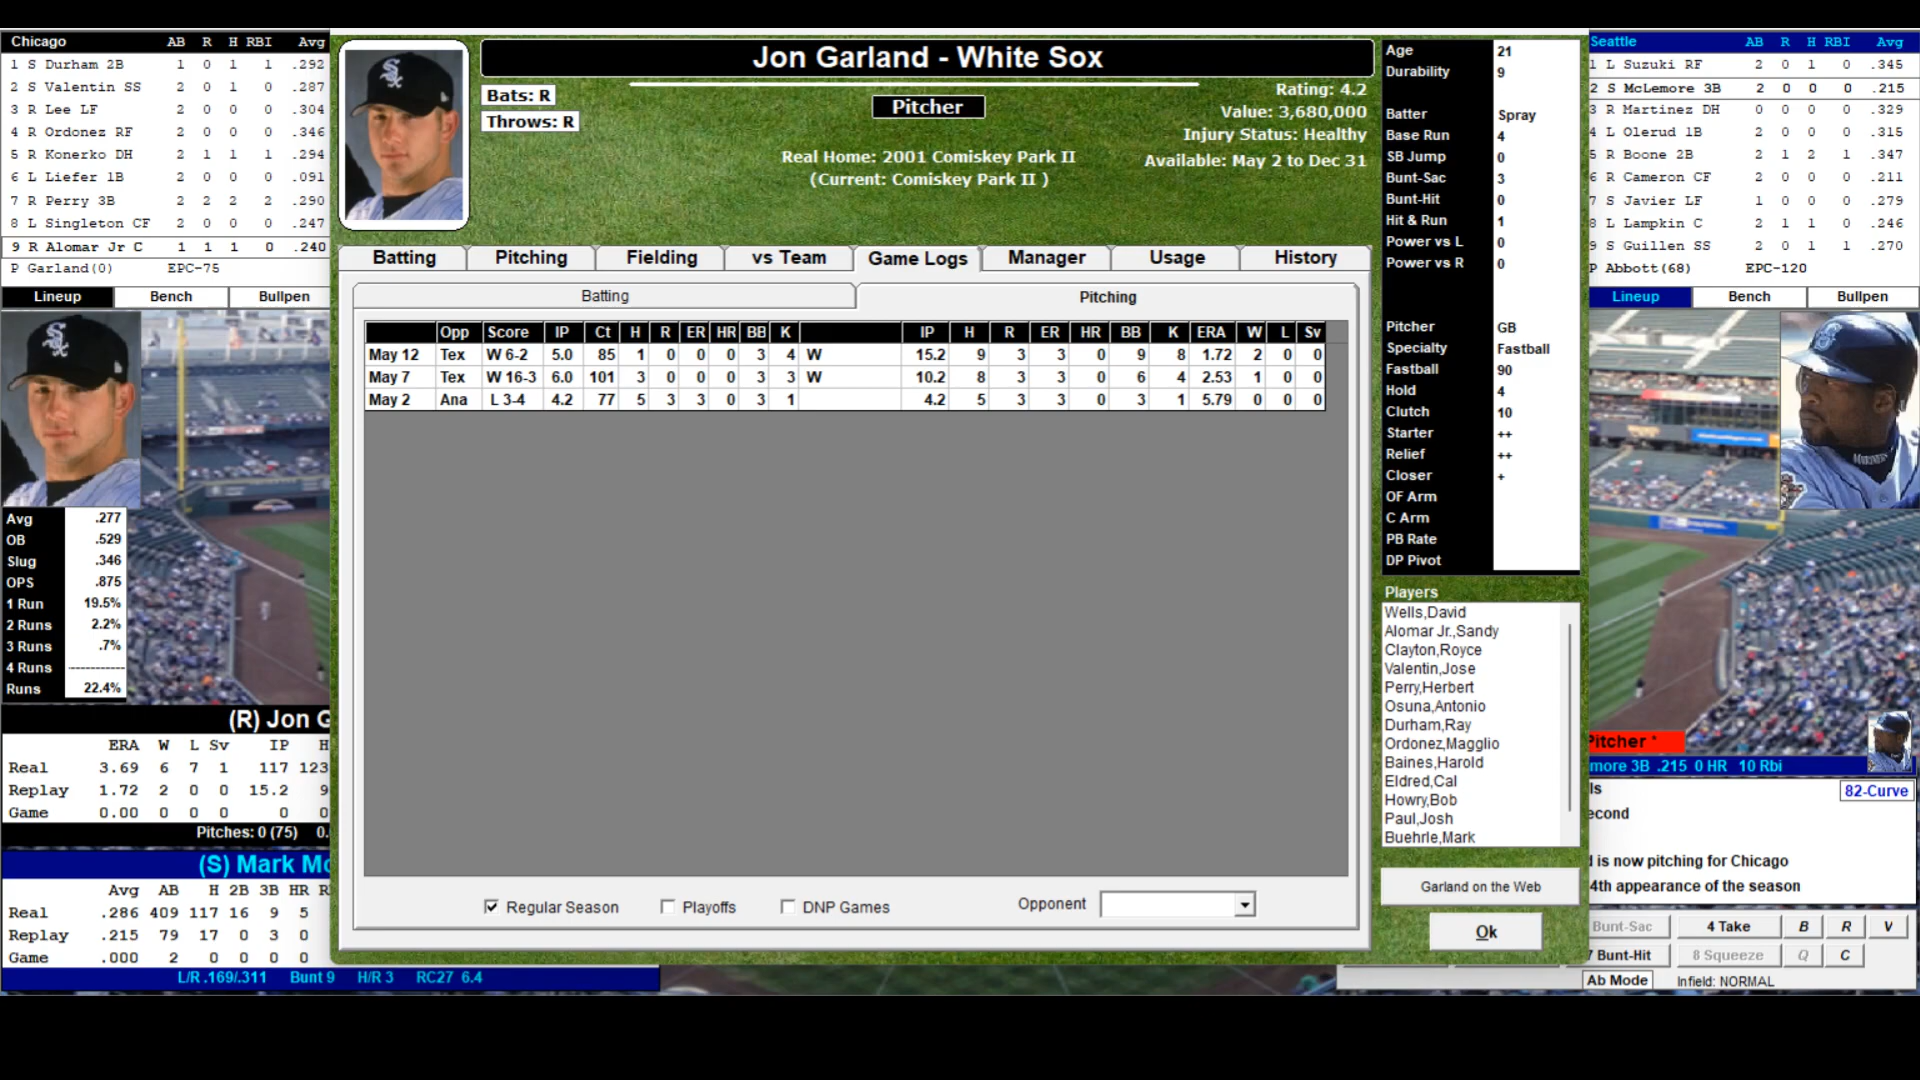 Chicago AB R H RBI Avg
1 S Durham 2B 1 0 1 1 .292
2 S Valentin SS 2 0 1 0 .287
3 R Lee LF 2 0 0 0 .304
4 R Ordonez RF 2 0 0 0 .346
5 R Konerko DH 2 1 1 1 .294
6 L Liefer 1B 2 0 0 0 .091
7 R Perry 3B 2 2 2 2 .290
8 L Singleton CF 2 0 0 0 .247
9 R Alomar Jr C 1 1 1 0 .240
P Garland(0) EPC-75
Lineup Bench Bullpen
Avg .277
OB .529
Slug .346
OPS .875
1 Run 19.5%
2 Runs 2.2%
3 Runs .7%
4 Runs ------------
Runs 22.4%
(R) Jon G
ERA W L Sv IP H
Real 3.69 6 7 1 117 123
Replay 1.72 2 0 0 15.2 9
Game 0.00 0 0 0 0 0
Pitches: 0 (75) 0.
(S) Mark Mc
Avg AB H 2B 3B HR R
Real .286 409 117 16 9 5
Replay .215 79 17 0 3 0
Game .000 2 0 0 0 0
L/R .169/.311 Bunt 9 H/R 3 RC27 6.4
Jon Garland - White Sox
Bats: R
Throws: R
Pitcher
Rating: 4.2
Value: 3,680,000
Injury Status: Healthy
Available: May 2 to Dec 31
Real Home: 2001 Comiskey Park II
(Current: Comiskey Park II )
Batting Pitching Fielding vs Team Game Logs Manager Usage History
Batting Pitching
Opp Score IP Ct H R ER HR BB K IP H R ER HR BB K ERA W L Sv
May 12 Tex W 6-2 5.0 85 1 0 0 0 3 4 W 15.2 9 3 3 0 9 8 1.72 2 0 0
May 7 Tex W 16-3 6.0 101 3 0 0 0 3 3 W 10.2 8 3 3 0 6 4 2.53 1 0 0
May 2 Ana L 3-4 4.2 77 5 3 3 0 3 1 4.2 5 3 3 0 3 1 5.79 0 0 0
Regular Season Playoffs DNP Games Opponent
Age 21
Durability 9
Batter Spray
Base Run 4
SB Jump 0
Bunt-Sac 3
Bunt-Hit 0
Hit & Run 1
Power vs L 0
Power vs R 0
Pitcher GB
Specialty Fastball
Fastball 90
Hold 4
Clutch 10
Starter ++
Relief ++
Closer +
OF Arm
C Arm
PB Rate
DP Pivot
Players
Wells,David
Alomar Jr.,Sandy
Clayton,Royce
Valentin,Jose
Perry,Herbert
Osuna,Antonio
Durham,Ray
Ordonez,Magglio
Baines,Harold
Eldred,Cal
Howry,Bob
Paul,Josh
Buehrle,Mark
Garland on the Web
Ok
Seattle AB R H RBI Avg
1 L Suzuki RF 2 0 1 0 .345
2 S McLemore 3B 2 0 0 0 .215
3 R Martinez DH 0 0 0 0 .329
4 L Olerud 1B 2 0 0 0 .315
5 R Boone 2B 2 1 2 1 .347
6 R Cameron CF 2 0 0 0 .211
7 S Javier LF 1 0 0 0 .279
8 L Lampkin C 2 1 1 0 .246
9 S Guillen SS 2 0 1 1 .270
P Abbott(68) EPC-120
Lineup Bench Bullpen
MARINERS
Pitcher *
more 3B .215 0 HR 10 Rbi
ls
82-Curve
econd
d is now pitching for Chicago
4th appearance of the season
Bunt-Sac 4 Take B R V
7 Bunt-Hit 8 Squeeze Q C
Ab Mode Infield: NORMAL